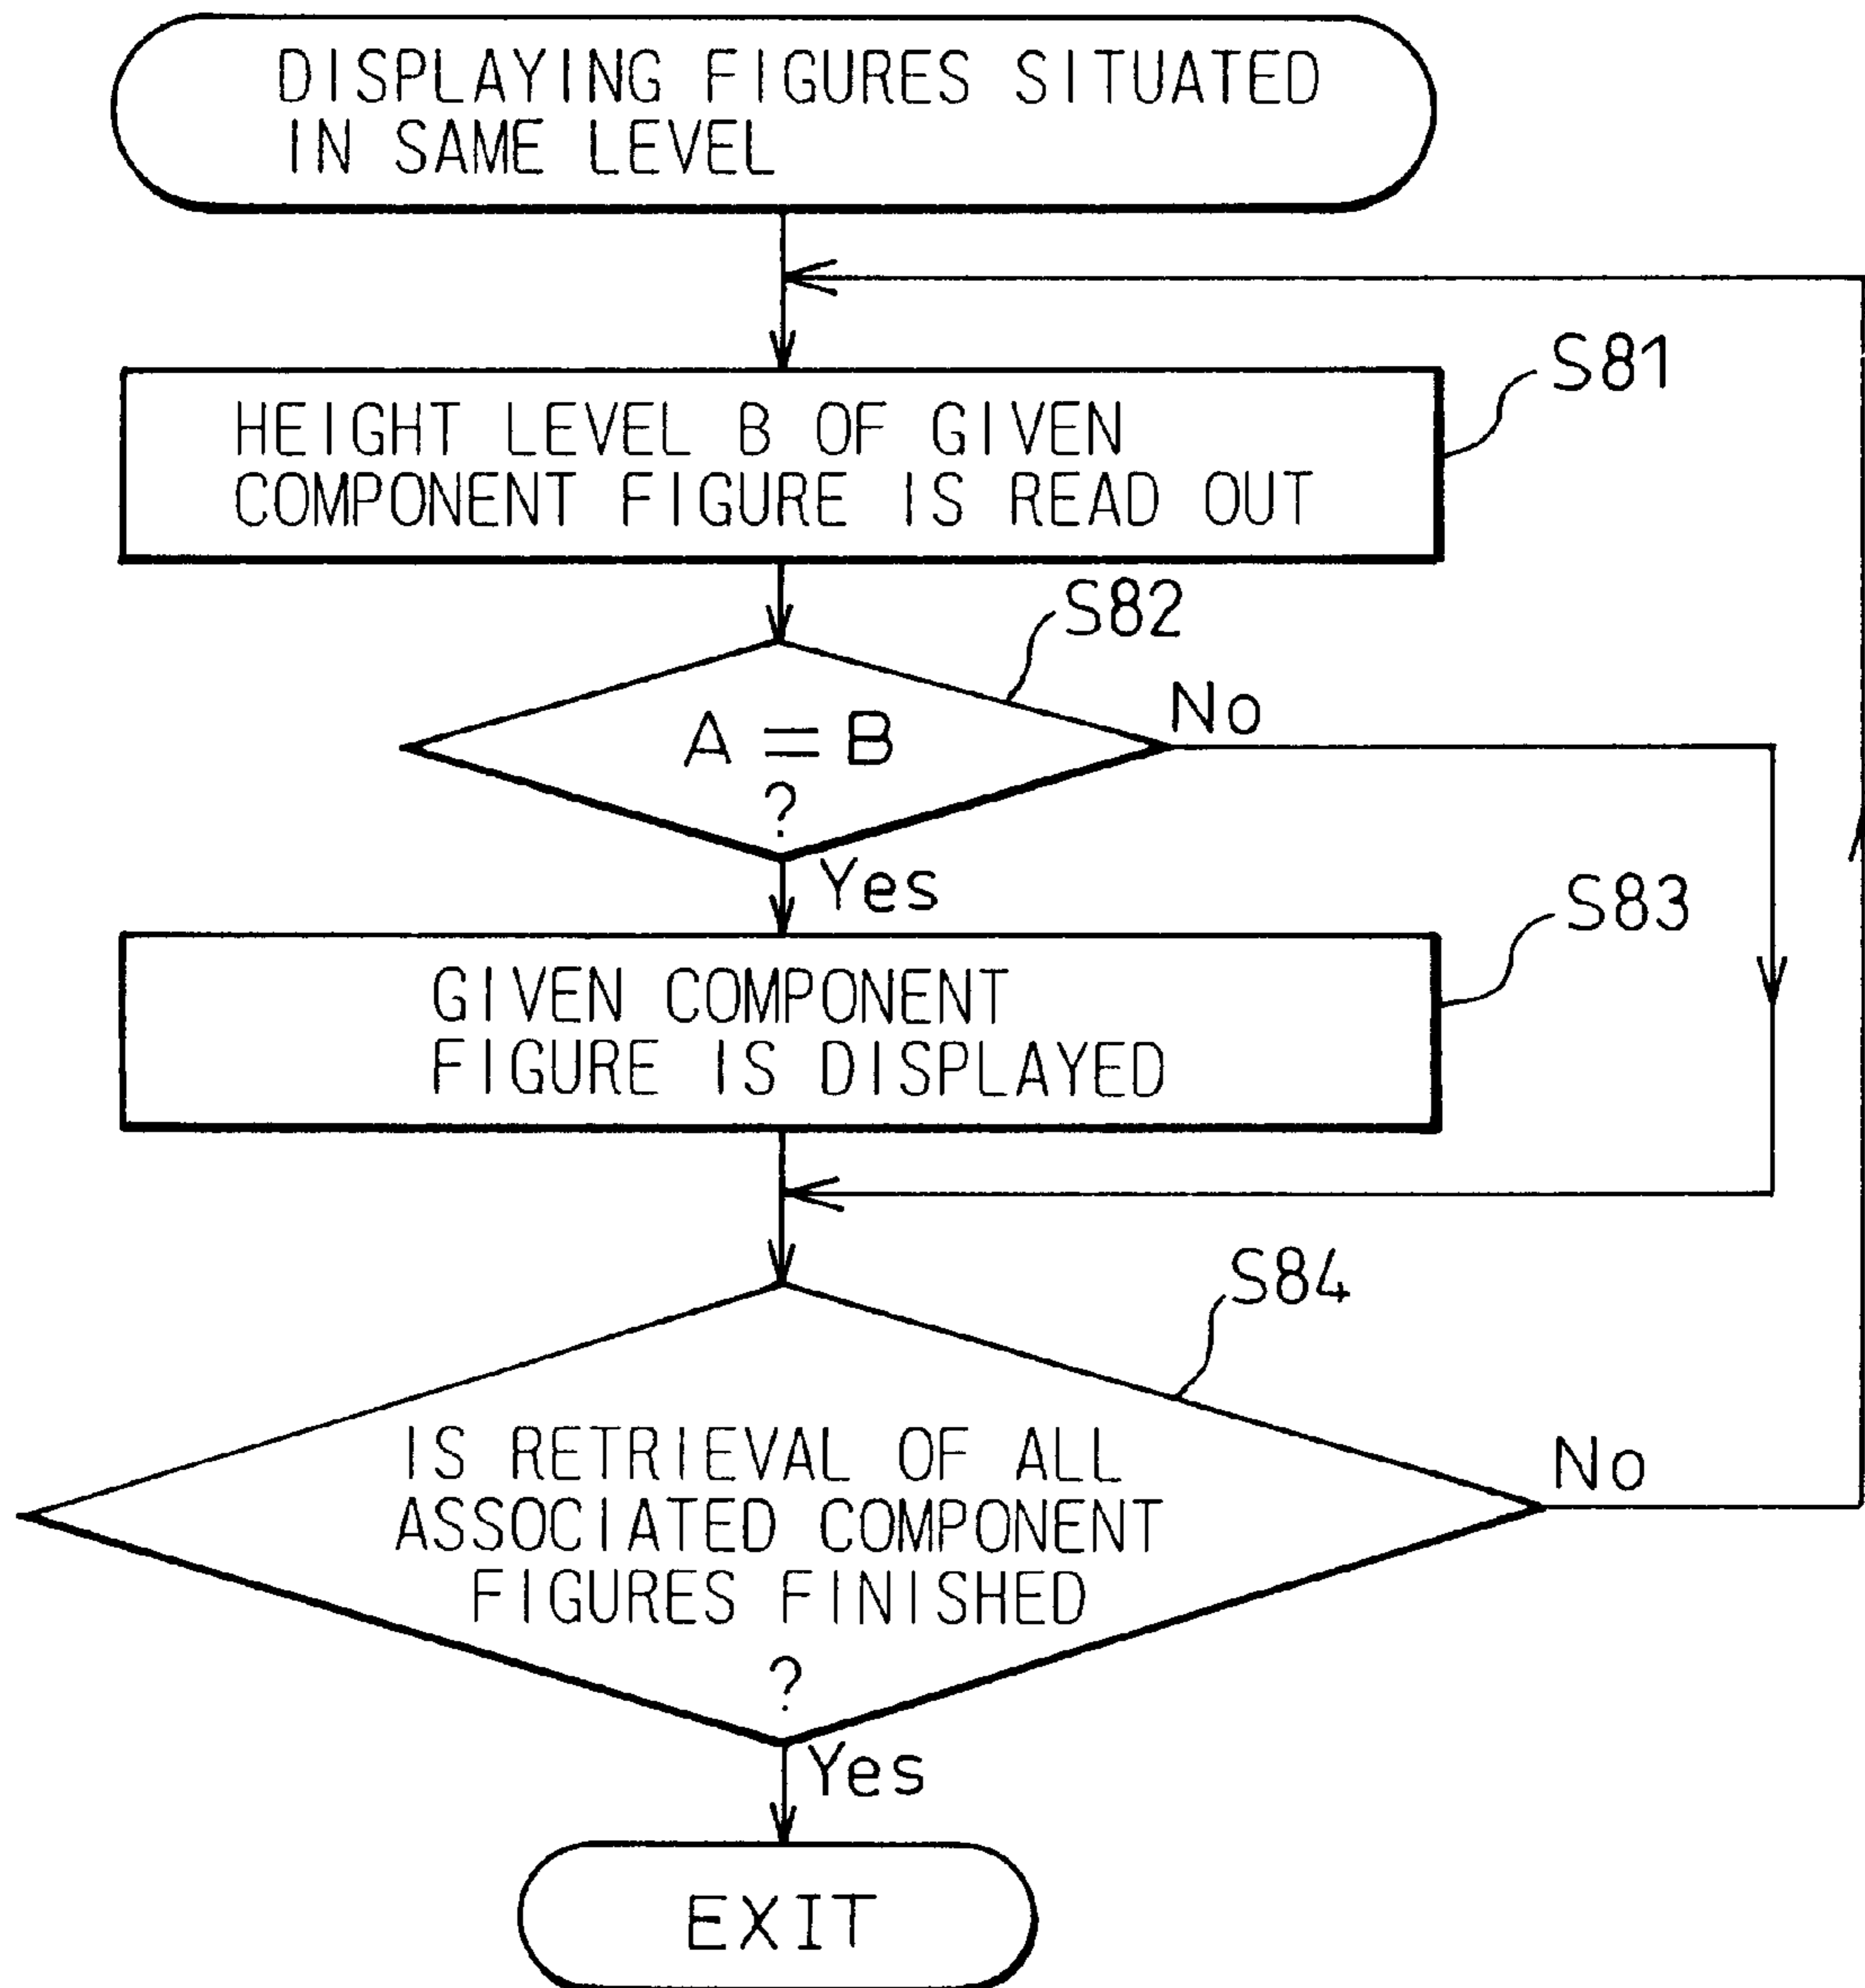 DISPLAYING FIGURES SITUATED
IN SAME LEVEL
S81
HEIGHT LEVEL B OF GIVEN
COMPONENT FIGURE IS READ OUT
S82
A = B
?
No
Yes
S83
GIVEN COMPONENT
FIGURE IS DISPLAYED
S84
IS RETRIEVAL OF ALL
ASSOCIATED COMPONENT
FIGURES FINISHED
?
No
Yes
EXIT